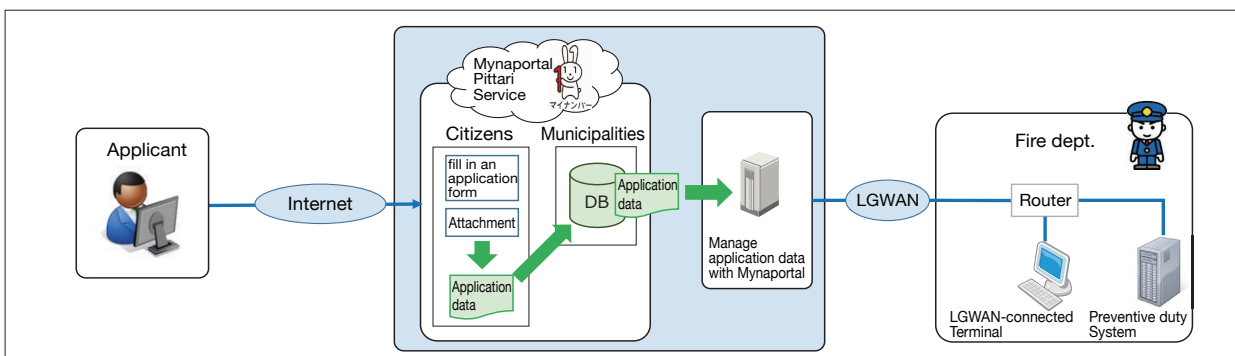 Applicant
Internet
Mynaportal
Pittari
Service
1
マイナンバー
Citizens
fill in an
application
form
Attachment
Application
data
Municipalities
DB
Application
data
Manage
application data
with Mynaportal
LGWAN
Fire dept.
Router
LGWAN-connected
Terminal
Preventive duty
System